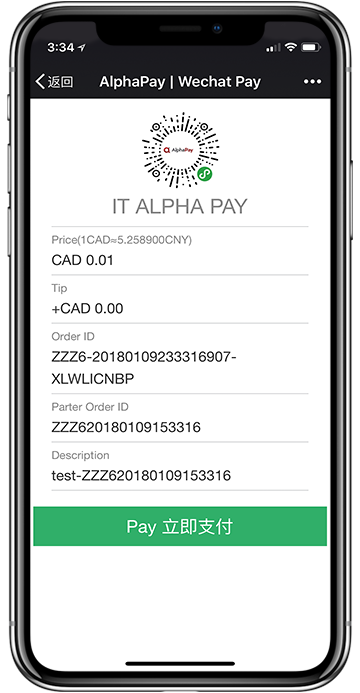 3:34
返回
AlphaPay | Wechat Pay
AlphaPay
IT ALPHA PAY
Price(1CAD≈5.258900CNY)
CAD 0.01
Tip
+CAD 0.00
Order ID
ZZZ6-20180109233316907-
XLWLICNBP
Parter Order ID
ZZZ620180109153316
Description
test-ZZZ620180109153316
Pay 立即支付